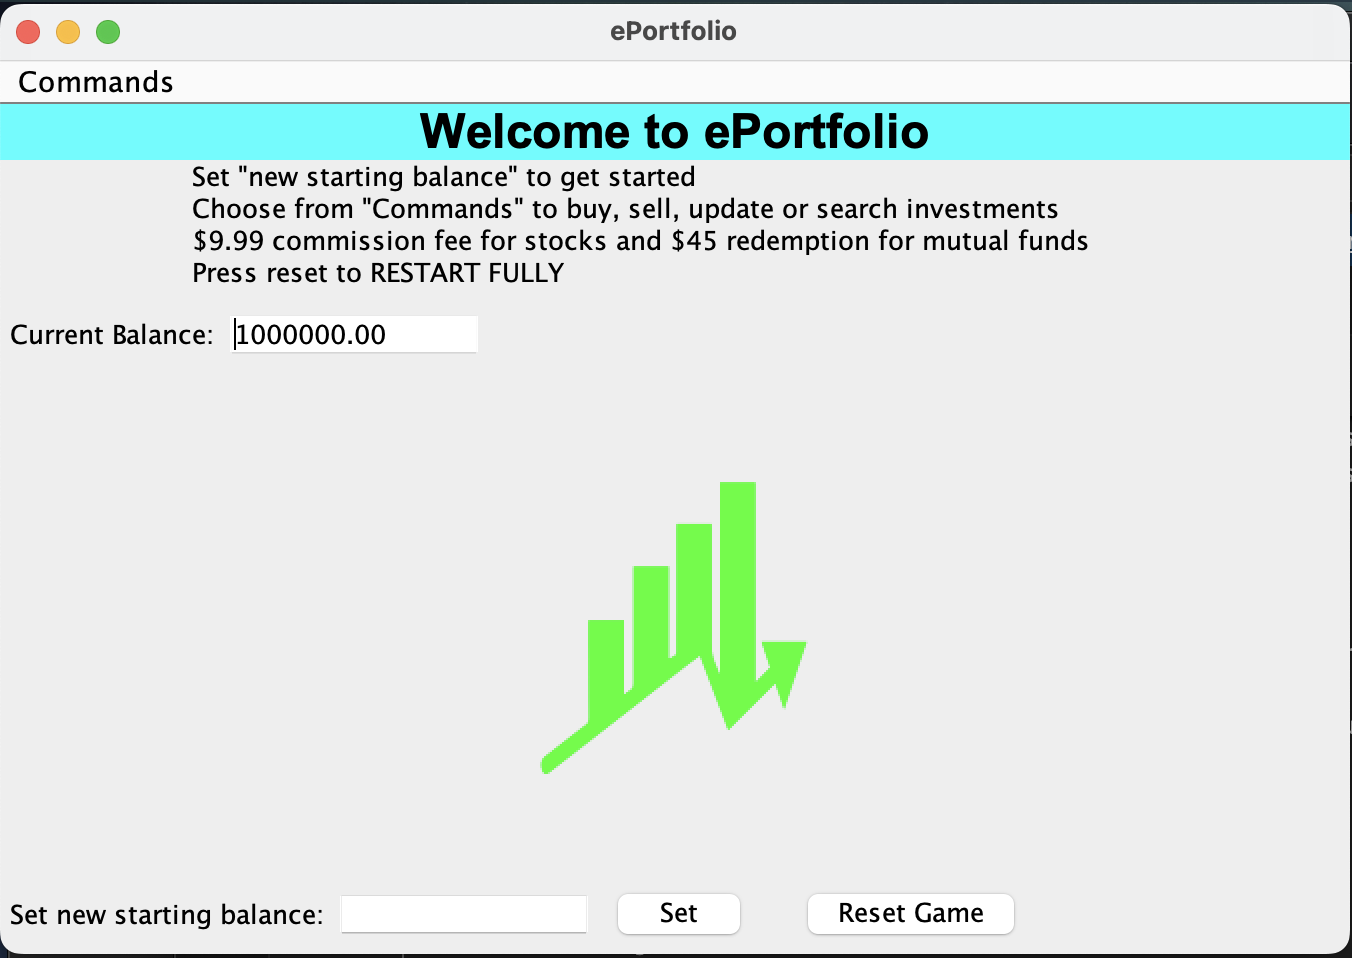 ePortfolio
Commands
Welcome to ePortfolio
Set "new starting balance" to get started
Choose from "Commands" to buy, sell, update or search investments
$9.99 commission fee for stocks and $45 redemption for mutual funds
Press reset to RESTART FULLY
Current Balance: 1000000.00
Set new starting balance: Set Reset Game